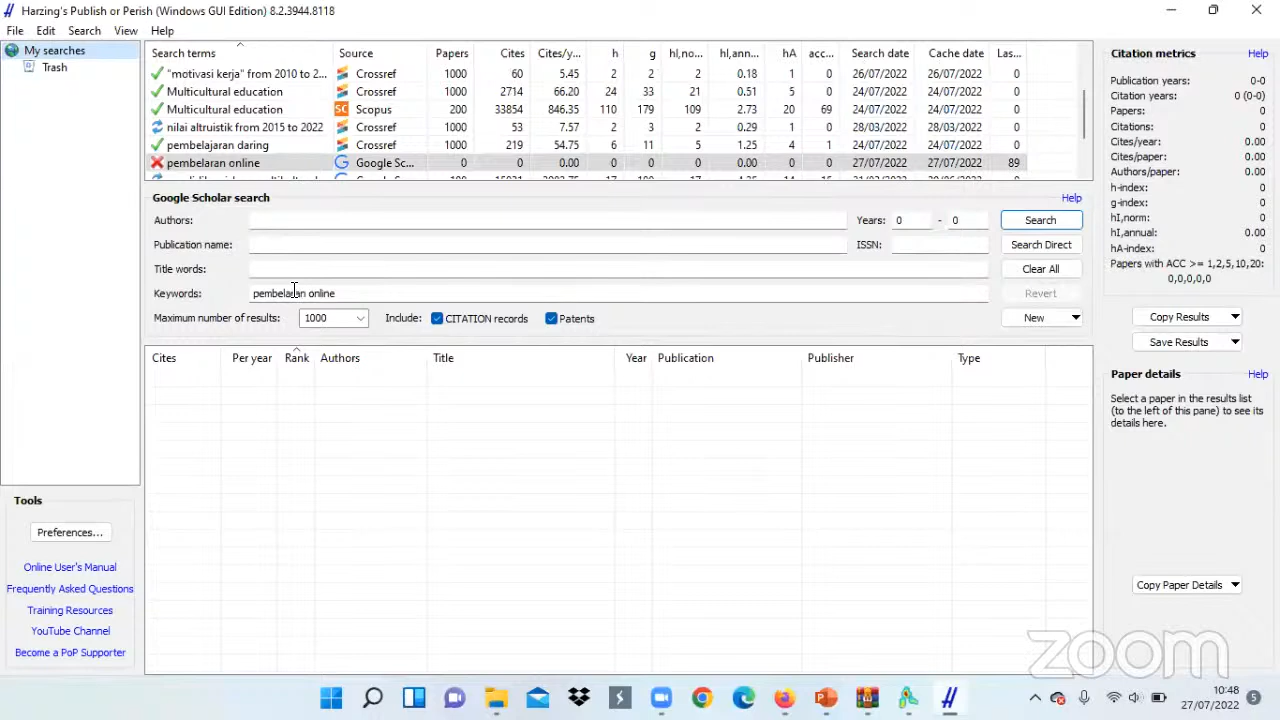 Harzing's Publish or Perish (Windows GUI Edition) 8.2.3944.8118
File Edit Search View Help
My searches
Trash
Search terms Source Papers Cites Cites/y... h g hI,no... hI,ann... hA acc... Search date Cache date Las...
"motivasi kerja" from 2010 to 2... Crossref 1000 60 5.45 2 2 2 0.18 1 0 26/07/2022 26/07/2022 0
Multicultural education Crossref 1000 2714 66.20 24 33 21 0.51 5 0 24/07/2022 24/07/2022 0
Multicultural education SC Scopus 200 33854 846.35 110 179 109 2.73 20 69 24/07/2022 24/07/2022 0
nilai altruistik from 2015 to 2022 Crossref 1000 53 7.57 2 3 2 0.29 1 0 28/03/2022 28/03/2022 0
pembelajaran daring Crossref 1000 219 54.75 6 11 5 1.25 4 1 24/07/2022 24/07/2022 0
pembelaran online Google Sc... 0 0 0.00 0 0 0 0.00 0 0 27/07/2022 27/07/2022 89
Google Scholar search Help
Authors: Years: 0 - 0 Search
Publication name: ISSN: Search Direct
Title words: Clear All
Keywords: pembelaran online Revert
Maximum number of results: 1000 Include: CITATION records Patents New
Cites Per year Rank Authors Title Year Publication Publisher Type
Citation metrics Help
Publication years: 0-0
Citation years: 0 (0-0)
Papers: 0
Citations: 0
Cites/year: 0.00
Cites/paper: 0.00
Authors/paper: 0.00
h-index: 0
g-index: 0
hI,norm: 0
hI,annual: 0.00
hA-index: 0
Papers with ACC >= 1,2,5,10,20:
0,0,0,0,0
Copy Results
Save Results
Paper details Help
Select a paper in the results list
(to the left of this pane) to see its
details here.
Copy Paper Details
Tools
Preferences...
Online User's Manual
Frequently Asked Questions
Training Resources
YouTube Channel
Become a PoP Supporter
zoom
10:48
27/07/2022
5